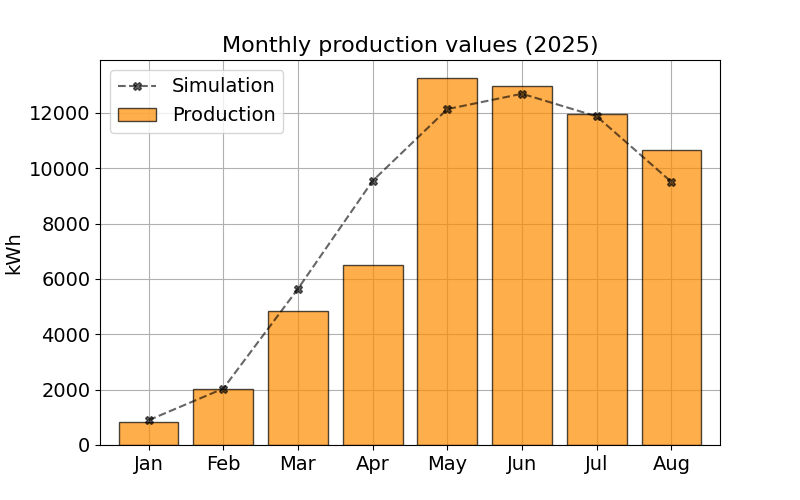 Monthly production values (2025)
Simulation
Production
kWh
12000
10000
8000
6000
4000
2000
0
Jan Feb Mar Apr May Jun Jul Aug